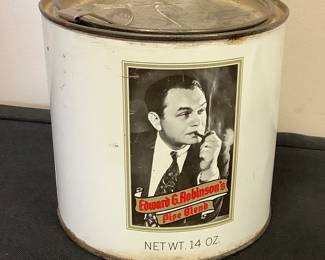 Edward G. Robinson's
Pipe Blend
NET WT. 14 OZ.